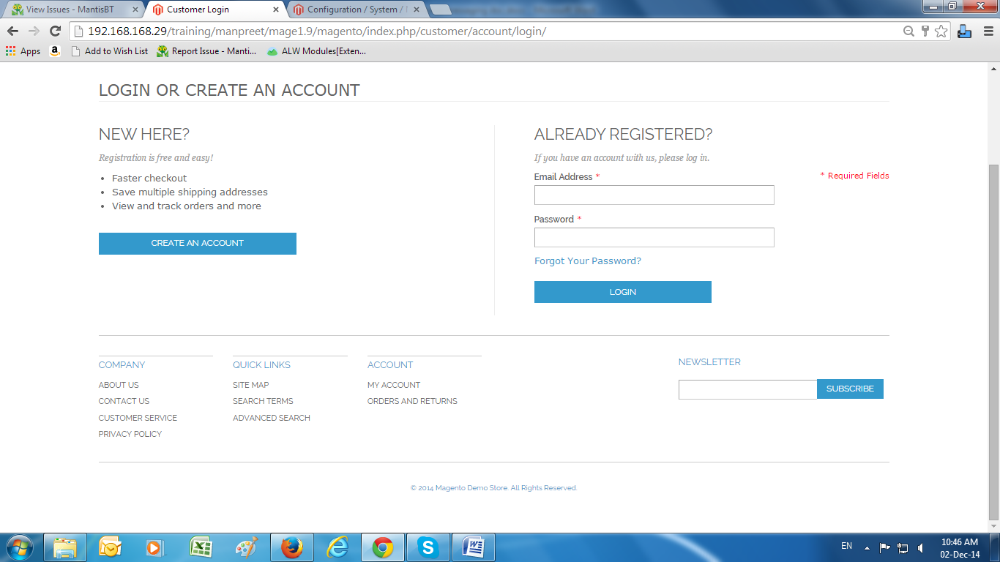 View Issues - MantisBT
Customer Login
Configuration / System /
192.168.168.29/training/manpreet/mage1.9/magento/index.php/customer/account/login/
Apps
Add to Wish List
Report Issue - Manti...
ALW Modules[Exten...
LOGIN OR CREATE AN ACCOUNT
NEW HERE?
Registration is free and easy!
• Faster checkout
• Save multiple shipping addresses
• View and track orders and more
CREATE AN ACCOUNT
ALREADY REGISTERED?
If you have an account with us, please log in.
Email Address *
* Required Fields
Password *
Forgot Your Password?
LOGIN
COMPANY
ABOUT US
CONTACT US
CUSTOMER SERVICE
PRIVACY POLICY
QUICK LINKS
SITE MAP
SEARCH TERMS
ADVANCED SEARCH
ACCOUNT
MY ACCOUNT
ORDERS AND RETURNS
NEWSLETTER
SUBSCRIBE
© 2014 Magento Demo Store. All Rights Reserved.
EN
10:46 AM
02-Dec-14